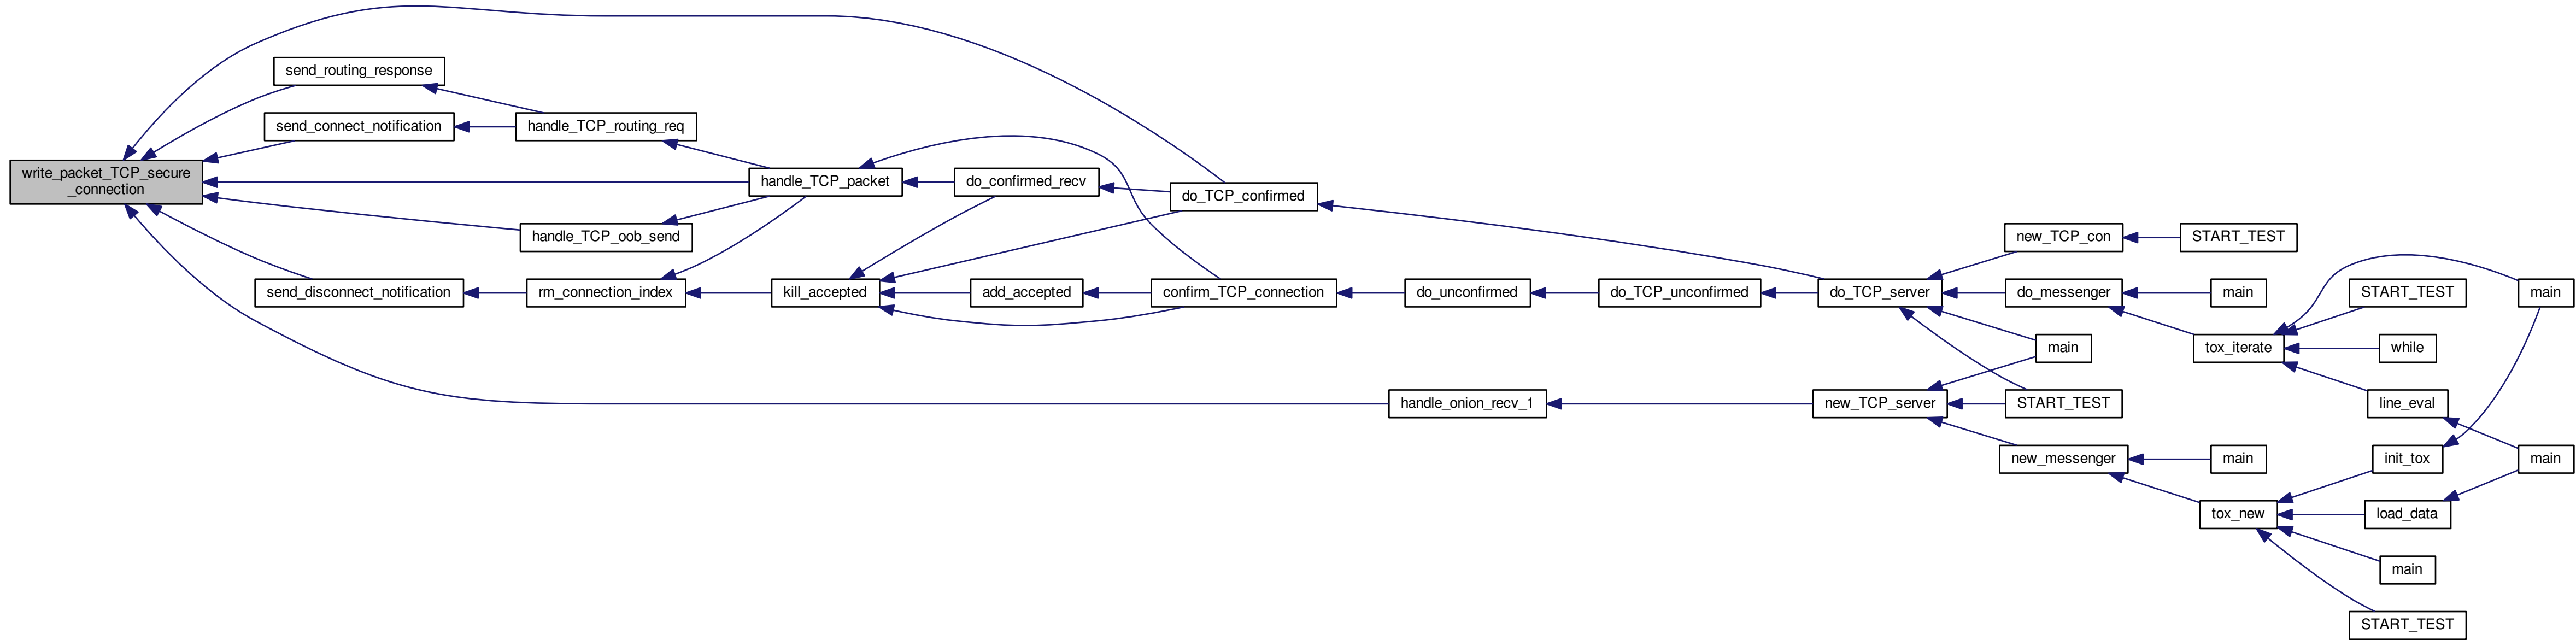 send_routing_response
send_connect_notification
handle_TCP_routing_req
write_packet_TCP_secure
_connection
handle_TCP_packet
do_confirmed_recv
do_TCP_confirmed
handle_TCP_oob_send
new_TCP_con
START_TEST
send_disconnect_notification
rm_connection_index
kill_accepted
add_accepted
confirm_TCP_connection
do_unconfirmed
do_TCP_unconfirmed
do_TCP_server
do_messenger
main
START_TEST
main
main
tox_iterate
while
handle_onion_recv_1
new_TCP_server
START_TEST
line_eval
new_messenger
main
init_tox
main
tox_new
load_data
main
START_TEST